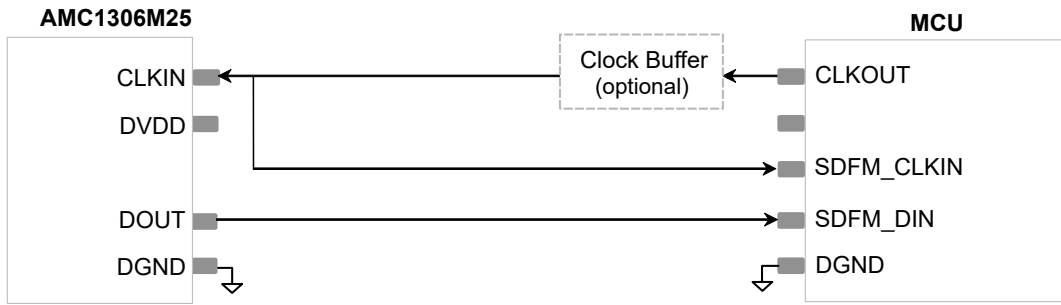 AMC1306M25
MCU
CLKIN
DVDD
DOUT
DGND
Clock Buffer
(optional)
CLKOUT
SDFM_CLKIN
SDFM_DIN
DGND